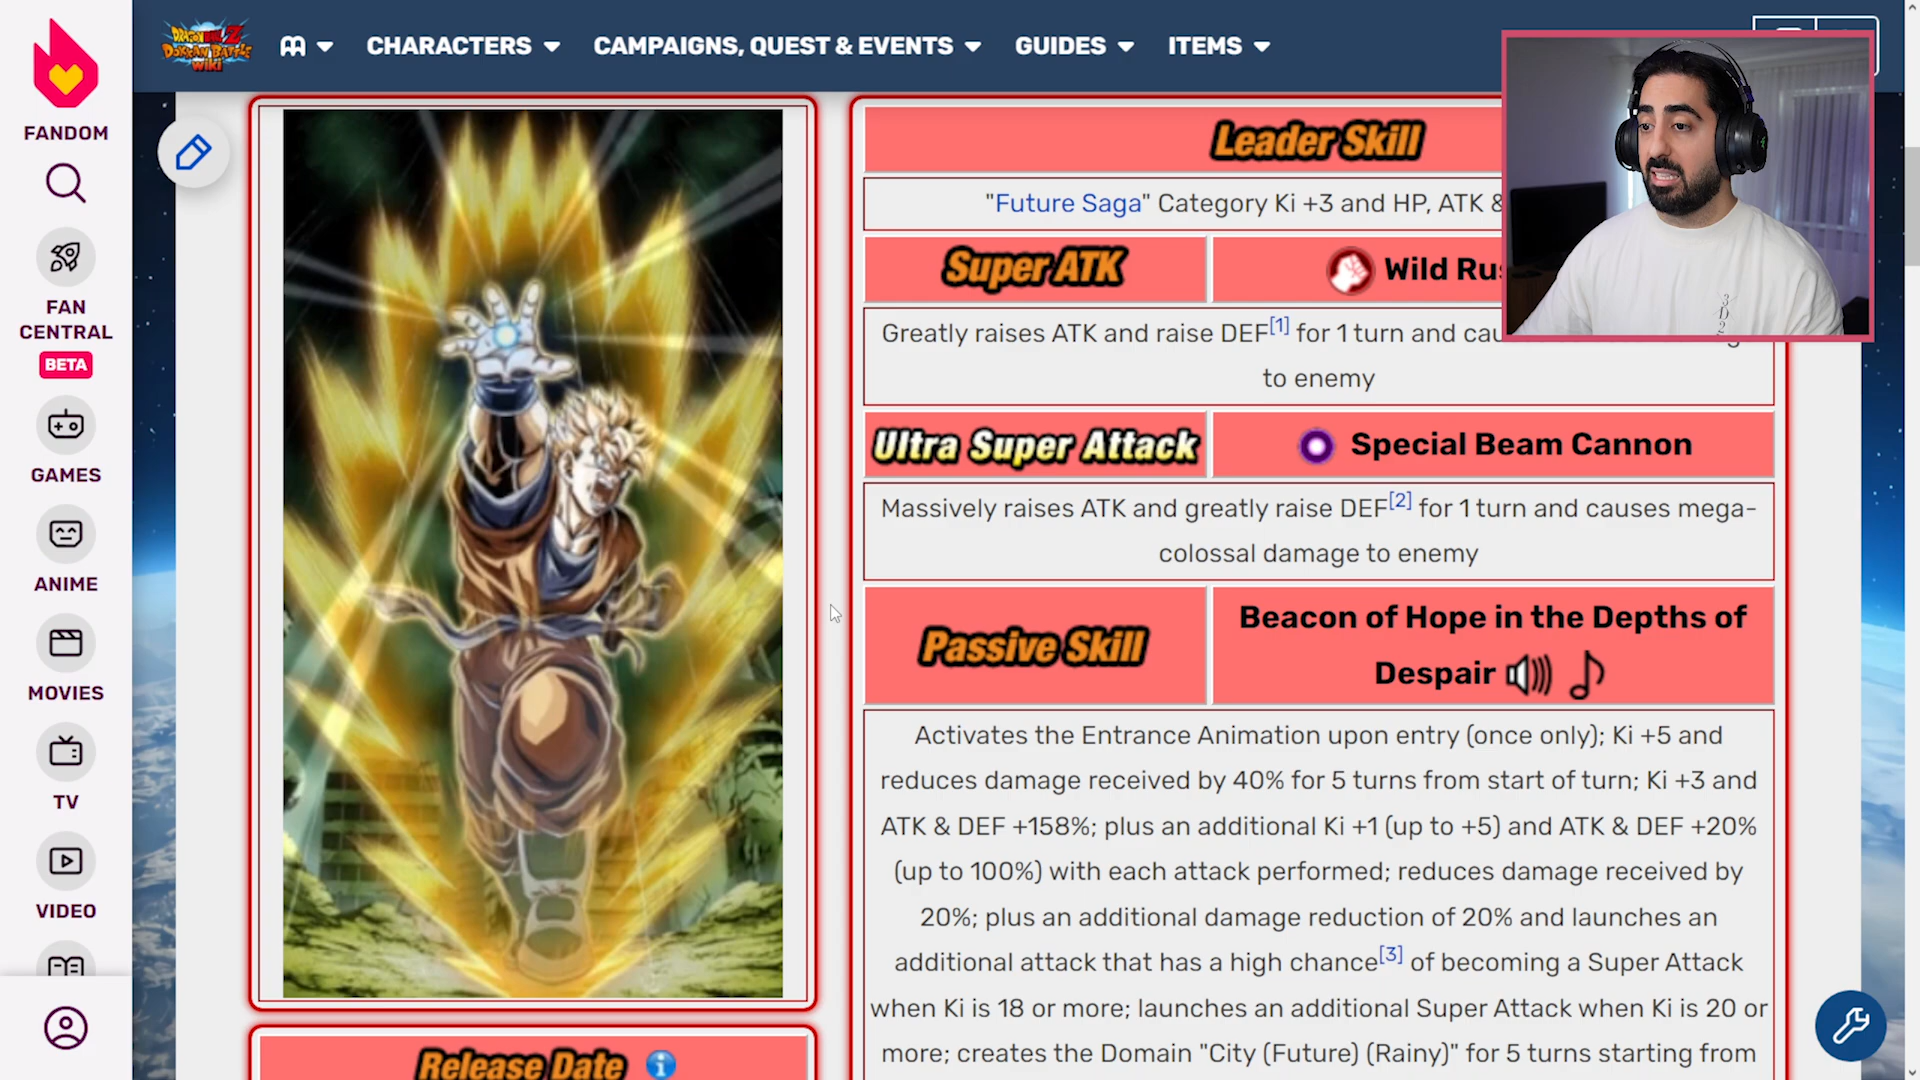 FANDOM
FAN
CENTRAL
BETA
GAMES
ANIME
MOVIES
TV
VIDEO
DRAGON BALL Z
DOKKAN BATTLE
WIKI
CHARACTERS
CAMPAIGNS, QUEST & EVENTS
GUIDES
ITEMS
Leader Skill
"Future Saga" Category Ki +3 and HP, ATK &
Super ATK
Wild Rus
Greatly raises ATK and raise DEF[1] for 1 turn and cau
to enemy
Ultra Super Attack
Special Beam Cannon
Massively raises ATK and greatly raise DEF[2] for 1 turn and causes mega-
colossal damage to enemy
Passive Skill
Beacon of Hope in the Depths of
Despair
Activates the Entrance Animation upon entry (once only); Ki +5 and
reduces damage received by 40% for 5 turns from start of turn; Ki +3 and
ATK & DEF +158%; plus an additional Ki +1 (up to +5) and ATK & DEF +20%
(up to 100%) with each attack performed; reduces damage received by
20%; plus an additional damage reduction of 20% and launches an
additional attack that has a high chance[3] of becoming a Super Attack
when Ki is 18 or more; launches an additional Super Attack when Ki is 20 or
more; creates the Domain "City (Future) (Rainy)" for 5 turns starting from
Release Date